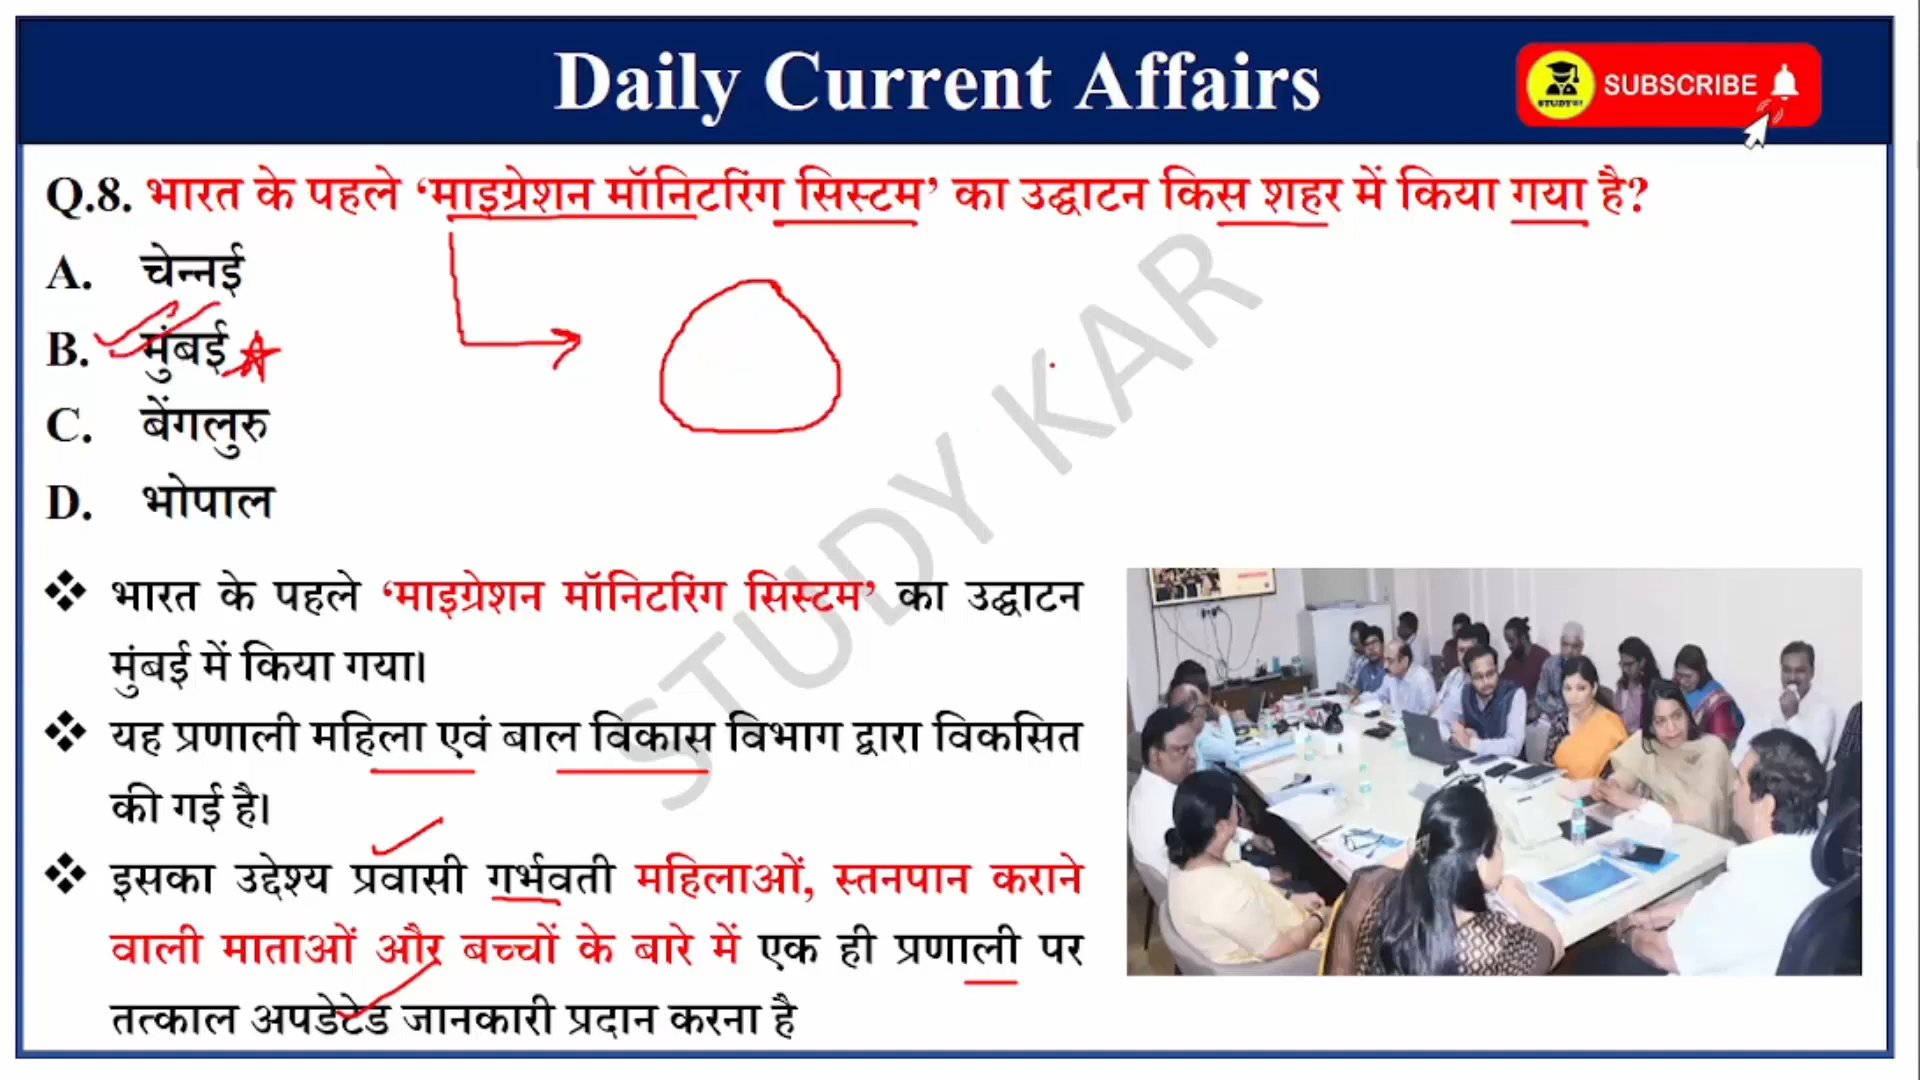 Daily Current Affairs
SUBSCRIBE
Q.8. भारत के पहले ‘माइग्रेशन मॉनिटरिंग सिस्टम’ का उद्घाटन किस शहर में किया गया है?
A. चेन्नई
B. मुंबई
C. बेंगलुरु
D. भोपाल
STUDY KAR
❖ भारत के पहले ‘माइग्रेशन मॉनिटरिंग सिस्टम’ का उद्घाटन
मुंबई में किया गया।
❖ यह प्रणाली महिला एवं बाल विकास विभाग द्वारा विकसित
की गई है।
❖ इसका उद्देश्य प्रवासी गर्भवती महिलाओं, स्तनपान कराने
वाली माताओं और बच्चों के बारे में एक ही प्रणाली पर
तत्काल अपडेटेड जानकारी प्रदान करना है